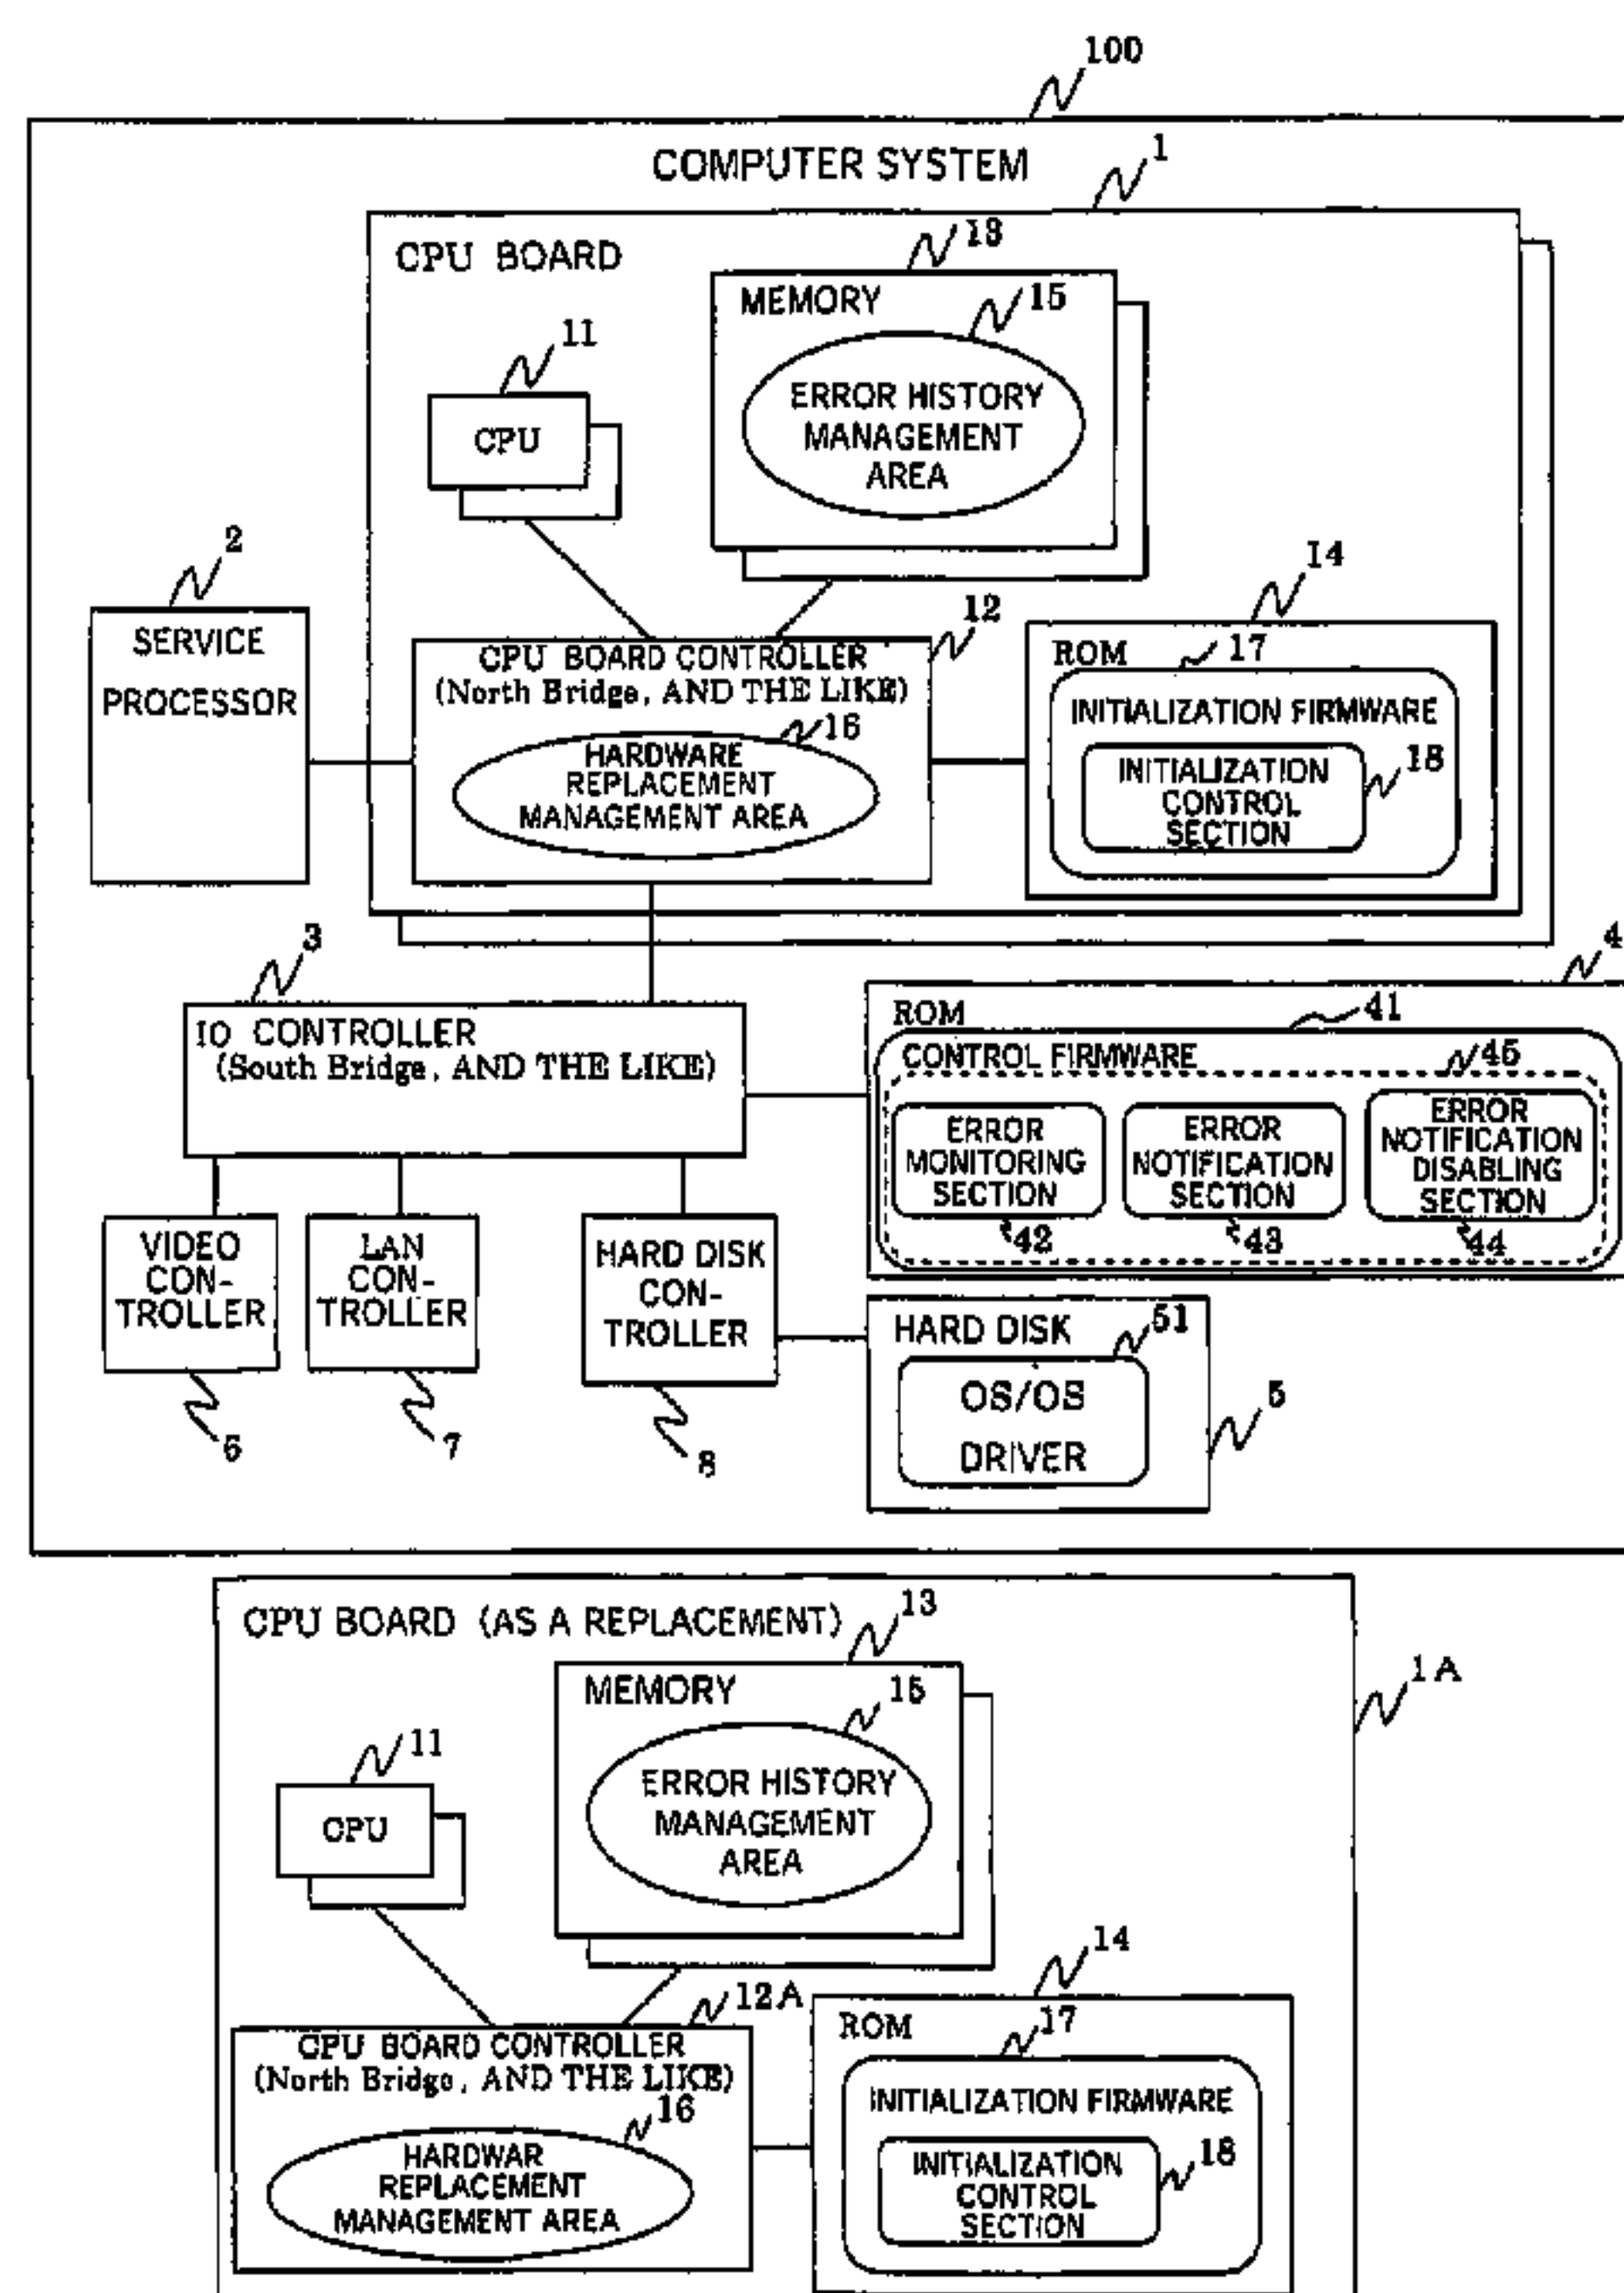 100
COMPUTER SYSTEM
1
CPU BOARD
13
MEMORY
15
ERROR HISTORY
MANAGEMENT
AREA
11
CPU
2
SERVICE
PROCESSOR
12
CPU BOARD CONTROLLER
(North Bridge, AND THE LIKE)
16
HARDWARE
REPLACEMENT
MANAGEMENT AREA
14
ROM
17
INITIALIZATION FIRMWARE
INITIALIZATION
CONTROL
SECTION
18
3
IO CONTROLLER
(South Bridge, AND THE LIKE)
4
ROM
41
CONTROL FIRMWARE
45
ERROR
MONITORING
SECTION
42
ERROR
NOTIFICATION
SECTION
43
ERROR
NOTIFICATION
DISABLING
SECTION
44
VIDEO
CON-
TROLLER
6
LAN
CON-
TROLLER
7
HARD DISK
CON-
TROLLER
8
HARD DISK
51
OS/OS
DRIVER
5
CPU BOARD (AS A REPLACEMENT)
13
1A
MEMORY
15
ERROR HISTORY
MANAGEMENT
AREA
11
CPU
12A
CPU BOARD CONTROLLER
(North Bridge, AND THE LIKE)
16
HARDWAR
REPLACEMENT
MANAGEMENT AREA
14
ROM
17
INITIALIZATION FIRMWARE
INITIALIZATION
CONTROL
SECTION
18